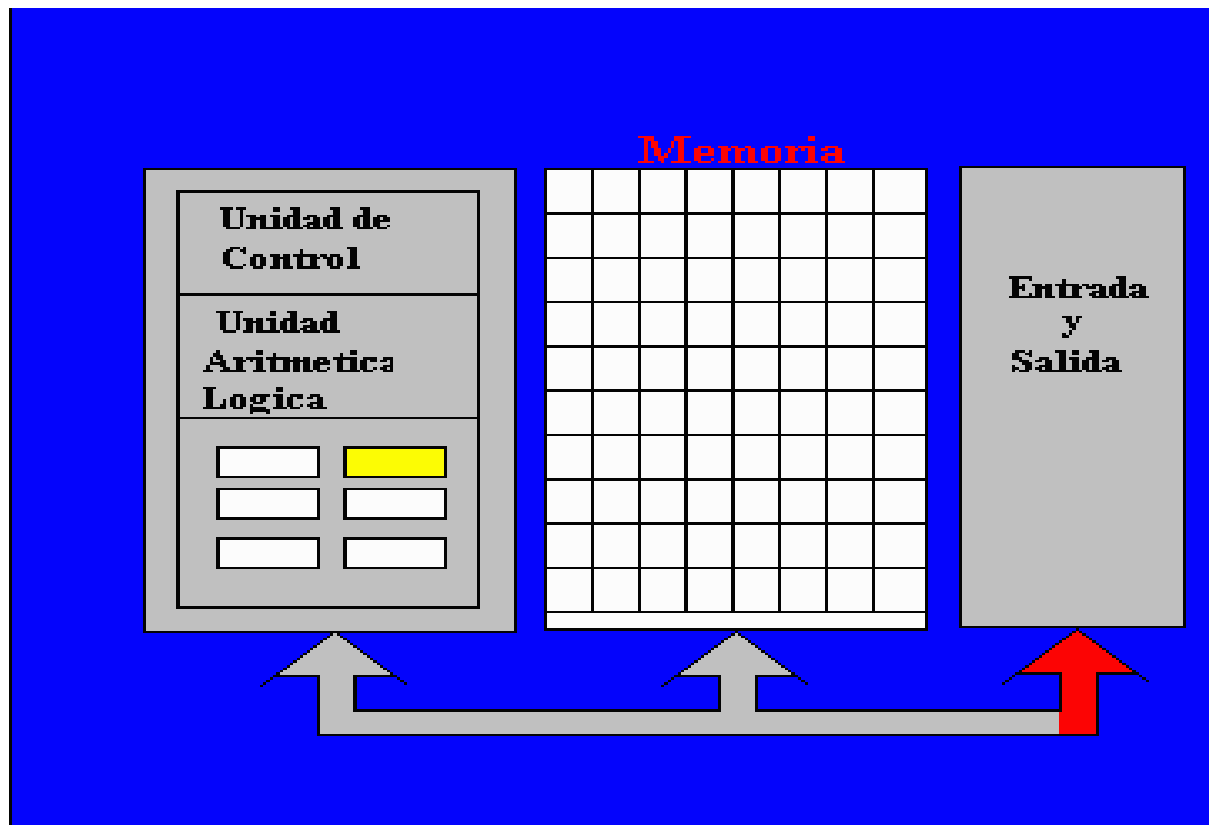 Memoria
Unidad de
Control
Unidad
Aritmetica
Logica
Entrada
y
Salida